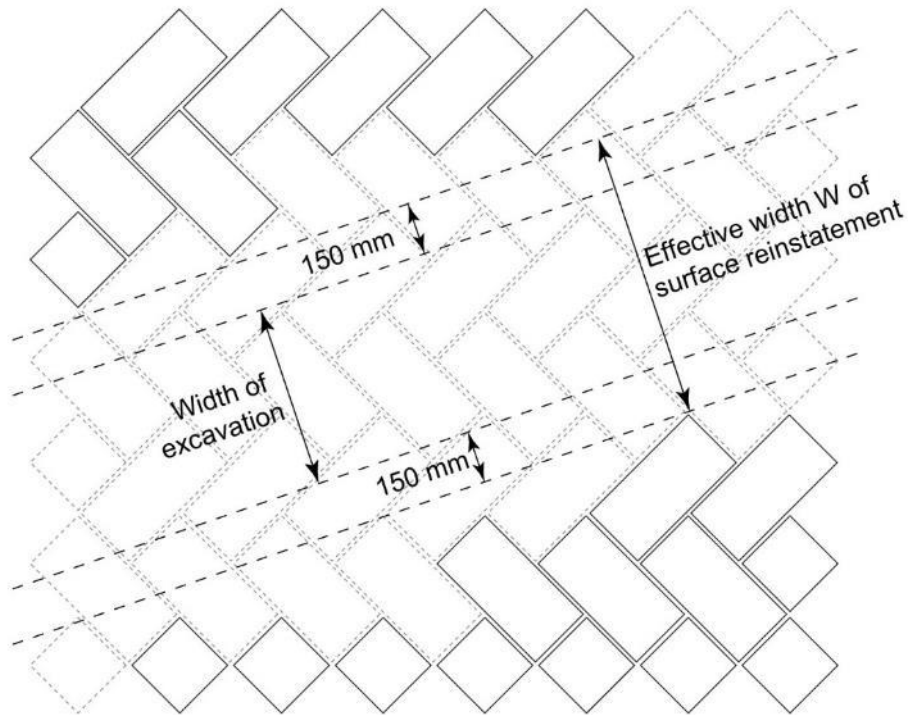 150 mm
Effective width W of
surface reinstatement
Width of
excavation
150 mm